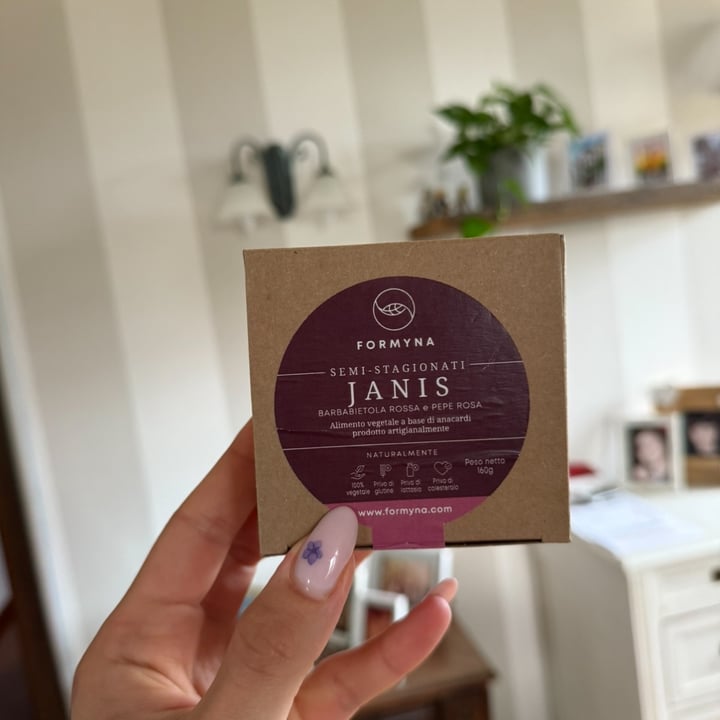 FORMYNA
SEMI-STAGIONATI
JANIS
BARBABIETOLA ROSSA e PEPE ROSA
Alimento vegetale a base di anacardi
prodotto artigianalmente
NATURALMENTE
100% vegetale
Privo di glutine
Privo di lattosio
Privo di colesterolo
Peso netto
160g
www.formyna.com